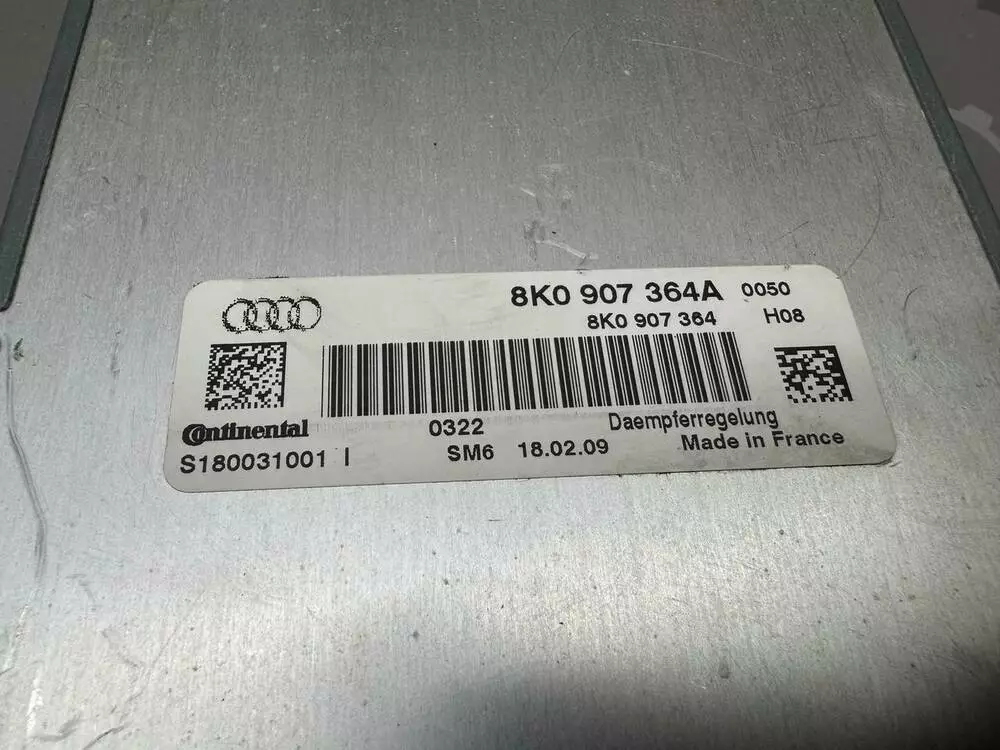 8K0 907 364A 0050
8K0 907 364 H08
Continental 0322 Daempferregelung
S180031001 I SM6 18.02.09 Made in France